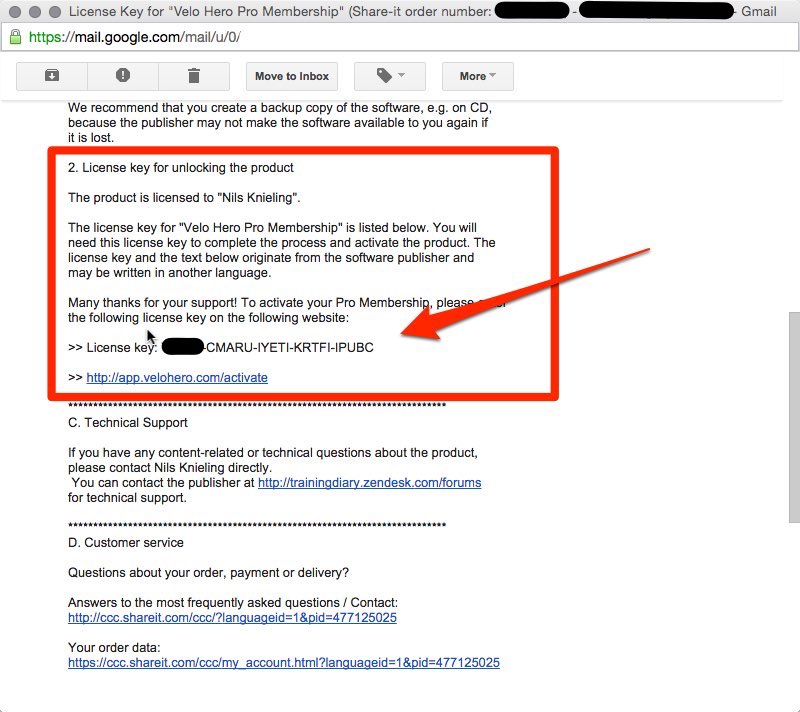 License Key for "Velo Hero Pro Membership" (Share-it order number: - - Gmail
https://mail.google.com/mail/u/0/
Move to Inbox More
We recommend that you create a backup copy of the software, e.g. on CD,
because the publisher may not make the software available to you again if
it is lost.
2. License key for unlocking the product
The product is licensed to "Nils Knieling".
The license key for "Velo Hero Pro Membership" is listed below. You will
need this license key to complete the process and activate the product. The
license key and the text below originate from the software publisher and
may be written in another language.
Many thanks for your support! To activate your Pro Membership, please
the following license key on the following website:
>> License key: -CMARU-IYETI-KRTFI-IPUBC
>> http://app.velohero.com/activate
*******************************************************************************
C. Technical Support
If you have any content-related or technical questions about the product,
please contact Nils Knieling directly.
You can contact the publisher at http://trainingdiary.zendesk.com/forums
for technical support.
*******************************************************************************
D. Customer service
Questions about your order, payment or delivery?
Answers to the most frequently asked questions / Contact:
http://ccc.shareit.com/ccc/?languageid=1&pid=477125025
Your order data:
https://ccc.shareit.com/ccc/my_account.html?languageid=1&pid=477125025